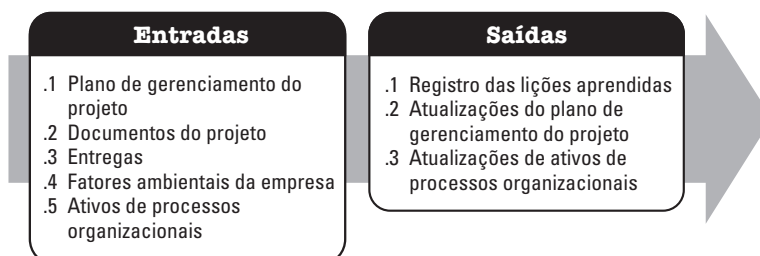 Entradas
.1 Plano de gerenciamento do
projeto
.2 Documentos do projeto
.3 Entregas
.4 Fatores ambientais da empresa
.5 Ativos de processos
organizacionais
Saídas
.1 Registro das lições aprendidas
.2 Atualizações do plano de
gerenciamento do projeto
.3 Atualizações de ativos de
processos organizacionais